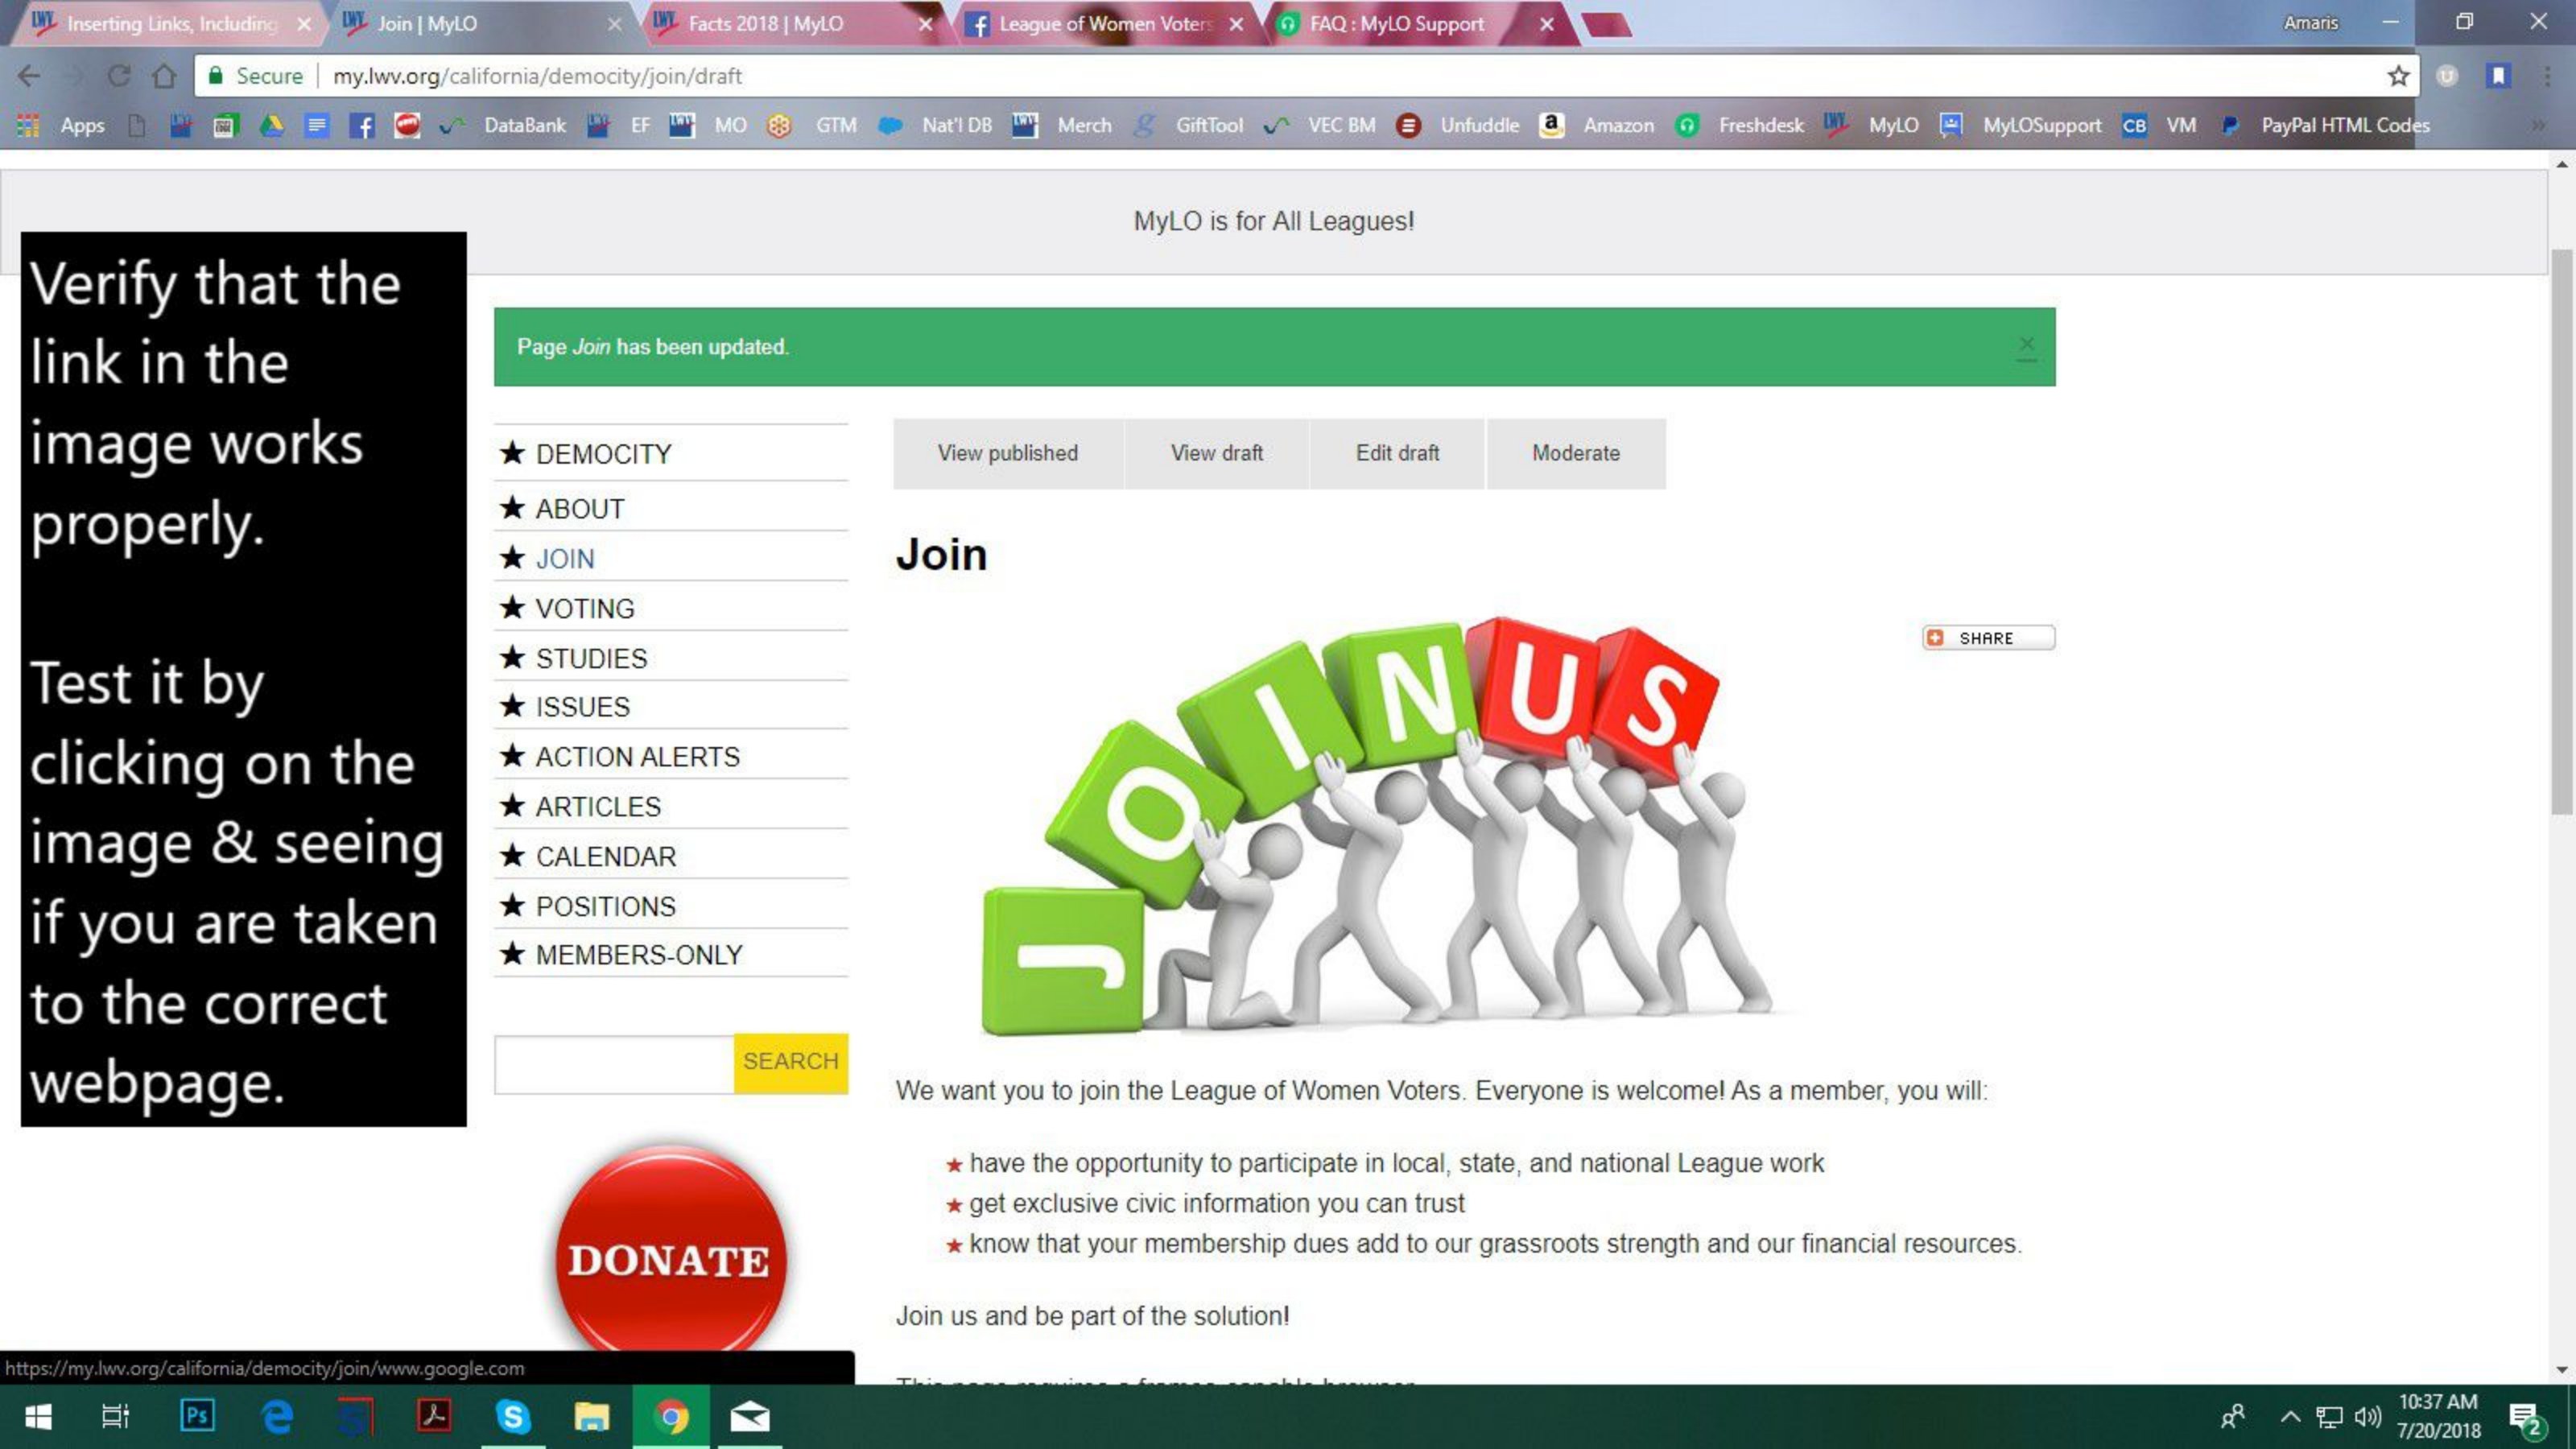 Inserting Links, Including
Join | MyLO
Facts 2018 | MyLO
League of Women Voters
FAQ : MyLO Support
Amaris
Secure | my.lwv.org/california/democity/join/draft
Apps DataBank EF MO GTM Nat'l DB Merch GiftTool VEC BM Unfuddle Amazon Freshdesk MyLO MyLOSupport CB VM PayPal HTML Codes
MyLO is for All Leagues!
Verify that the
link in the
image works
properly.
Test it by
clicking on the
image & seeing
if you are taken
to the correct
webpage.
Page Join has been updated.
DEMOCITY
ABOUT
JOIN
VOTING
STUDIES
ISSUES
ACTION ALERTS
ARTICLES
CALENDAR
POSITIONS
MEMBERS-ONLY
SEARCH
DONATE
View published View draft Edit draft Moderate
Join
SHARE
JOIN US
We want you to join the League of Women Voters. Everyone is welcome! As a member, you will:
have the opportunity to participate in local, state, and national League work
get exclusive civic information you can trust
know that your membership dues add to our grassroots strength and our financial resources.
Join us and be part of the solution!
https://my.lwv.org/california/democity/join/www.google.com
10:37 AM
7/20/2018
2